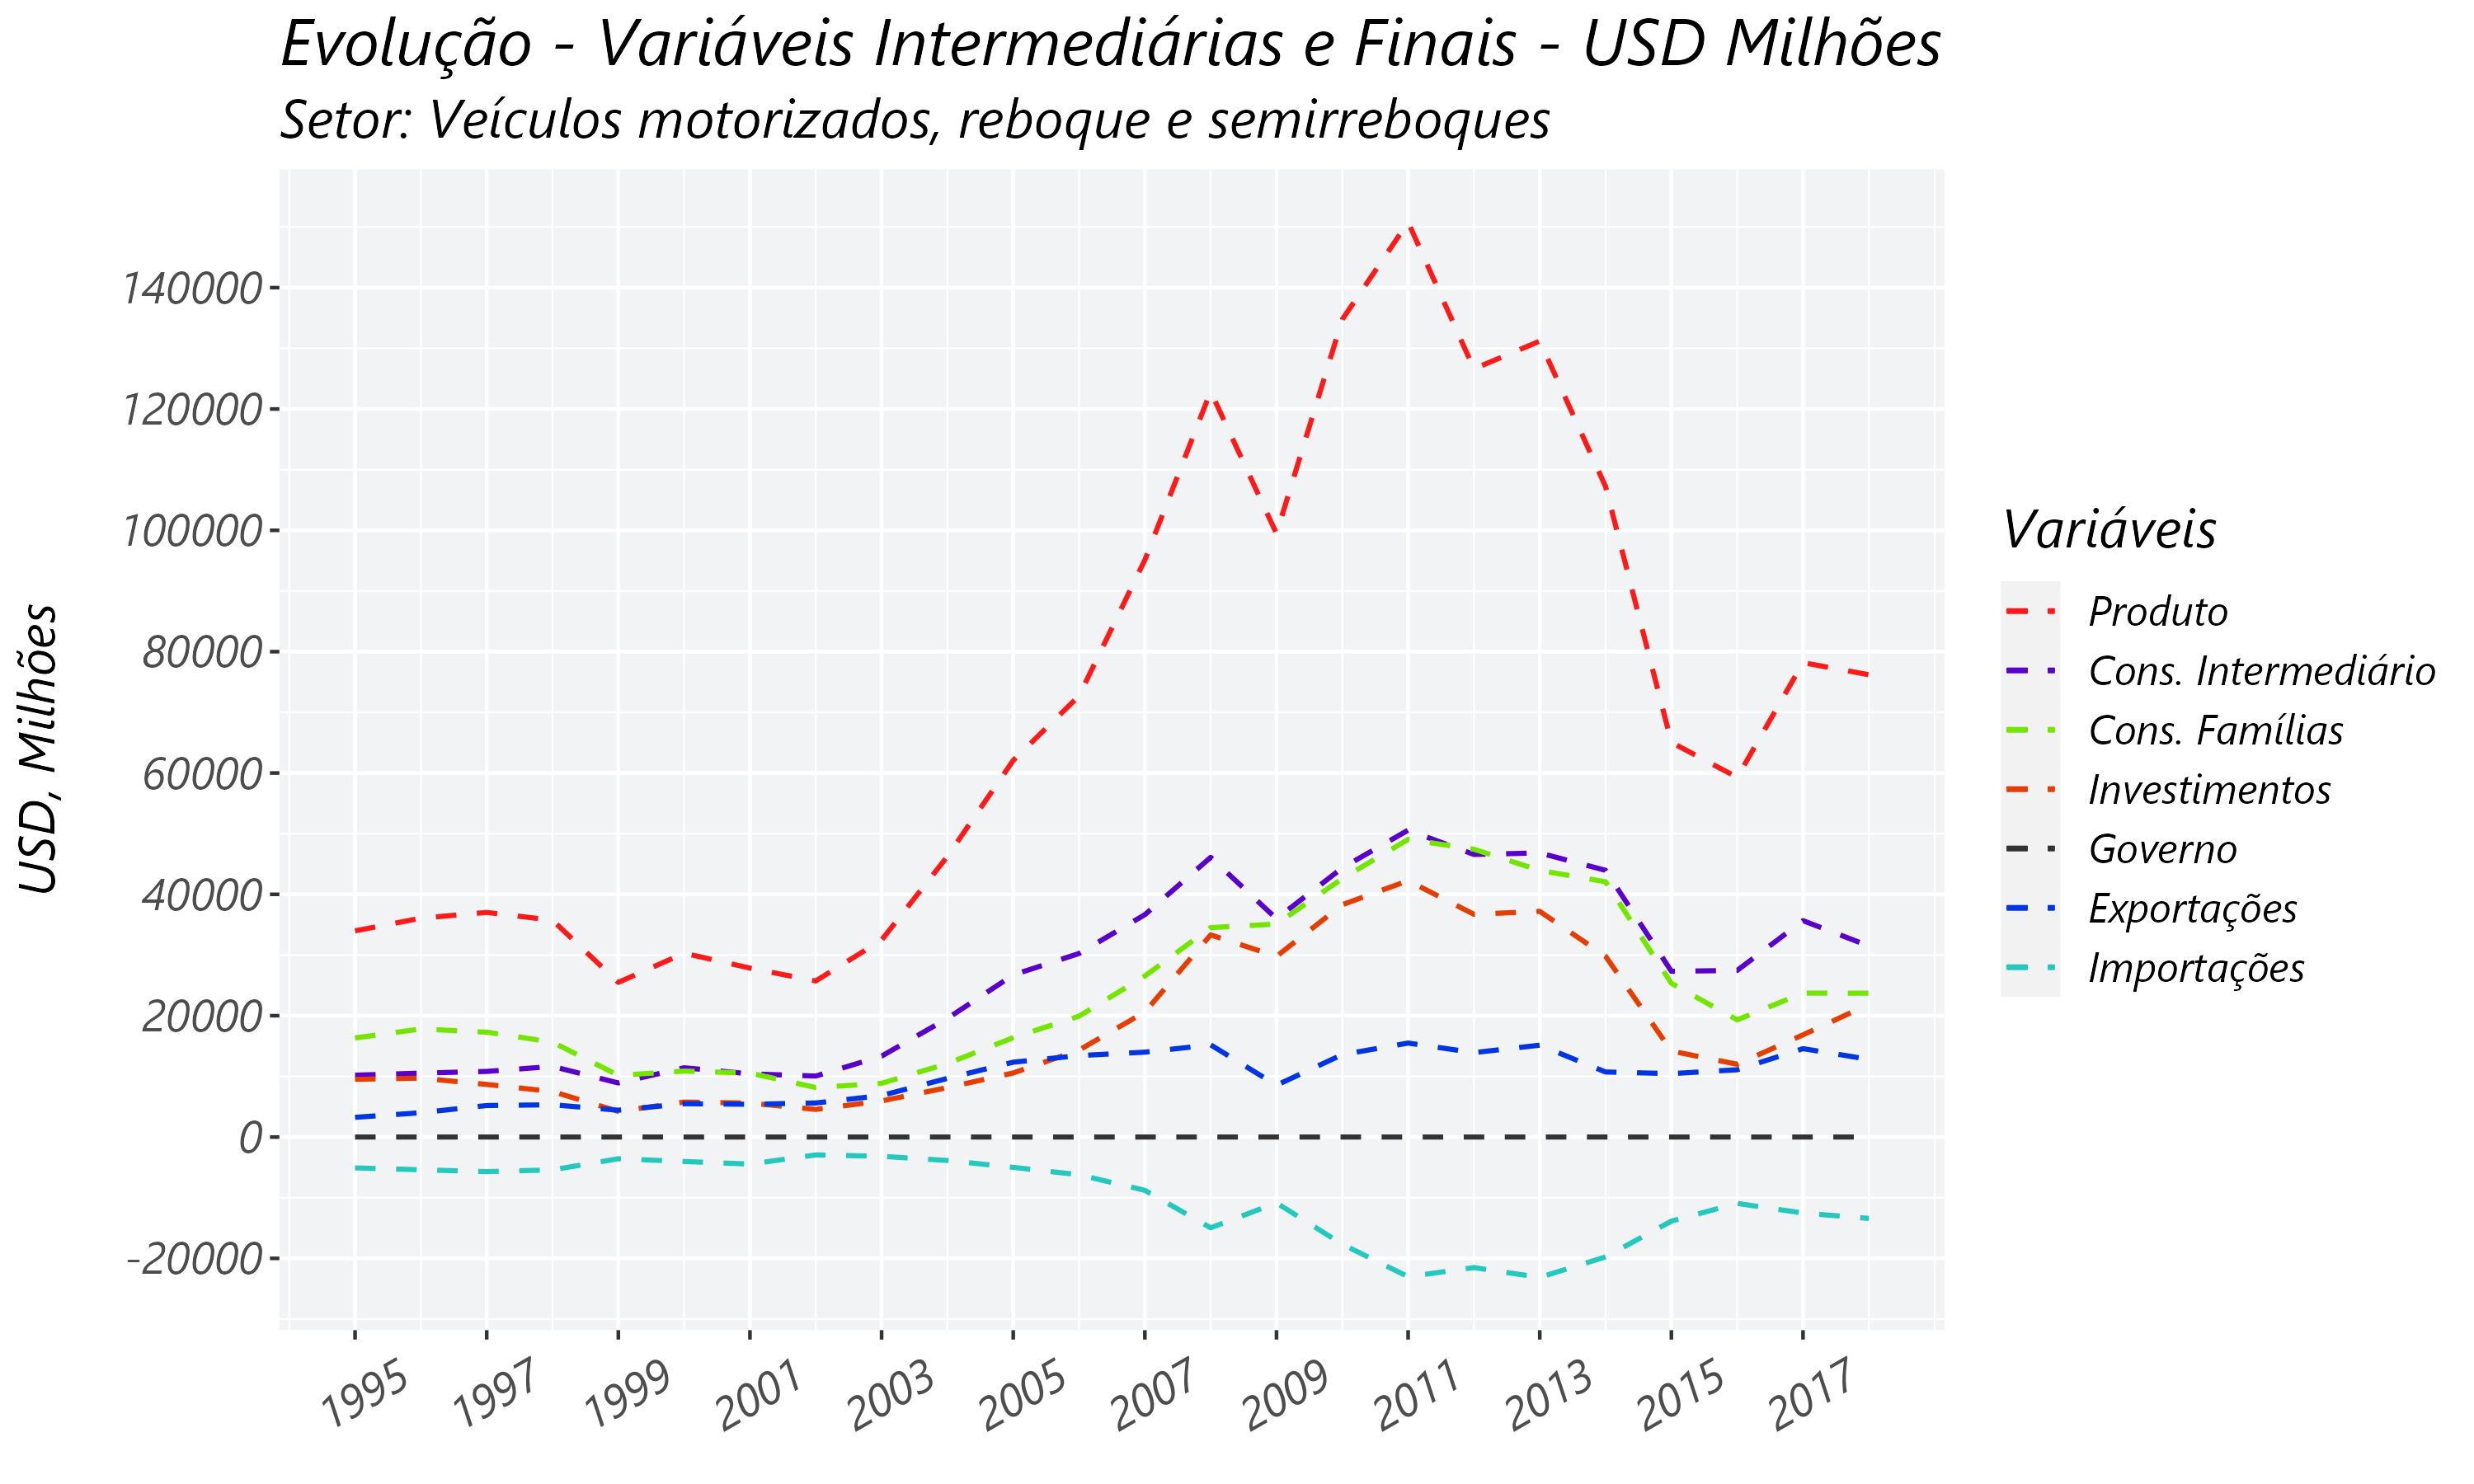 Evolução - Variáveis Intermediárias e Finais - USD Milhões
Setor: Veículos motorizados, reboque e semirreboques
USD, Milhões
140000
120000
100000
80000
60000
40000
20000
0
-20000
1995
1997
1999
2001
2003
2005
2007
2009
2011
2013
2015
2017
Variáveis
Produto
Cons. Intermediário
Cons. Famílias
Investimentos
Governo
Exportações
Importações